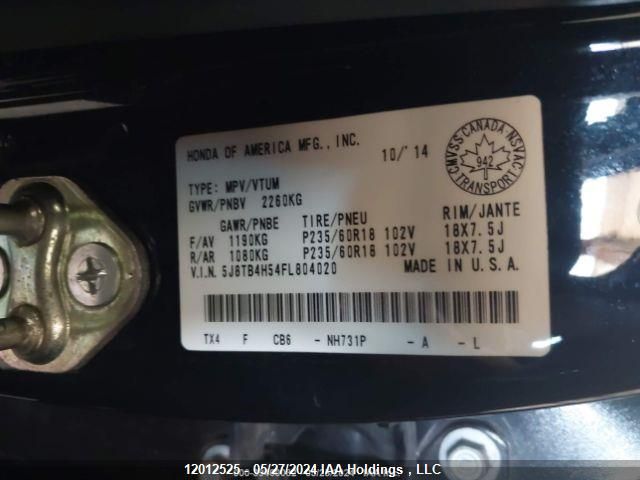 HONDA OF AMERICA MFG., INC. 10/'14
TYPE: MPV/VTUM
GVWR/PNBV 2260KG
GAWR/PNBE TIRE/PNEU RIM/JANTE
F/AV 1190KG P235/60R18 102V 18X7.5J
R/AR 1080KG P235/60R18 102V 18X7.5J
V.I.N. 5J8TB4H54FL804020 MADE IN U.S.A.
CMVSS-CANADA-NSVAC
942
TRANSPORT
TX4 F CB6 - NH731P - A - L
12012525 - 05/27/2024 IAA Holdings , LLC